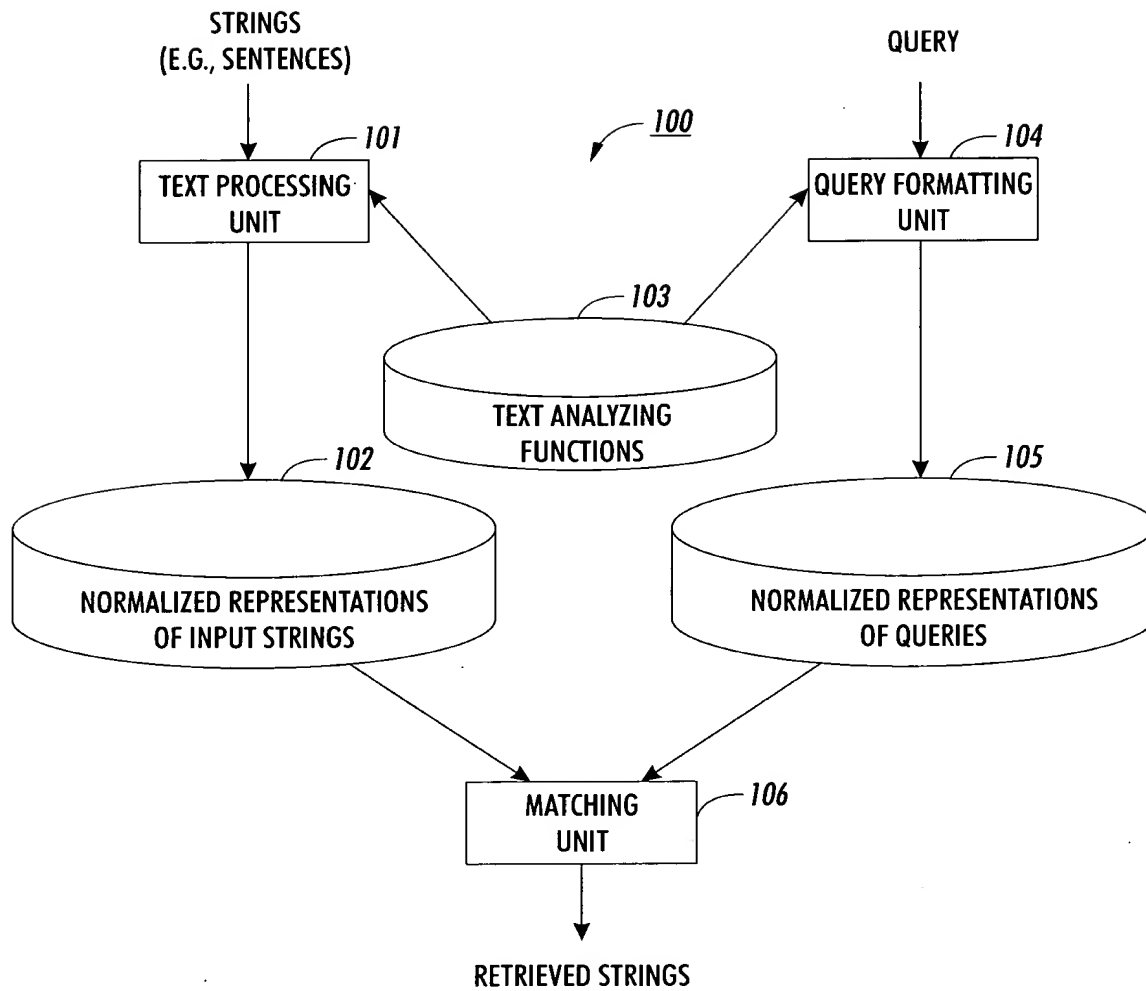 STRINGS
(E.G., SENTENCES)
QUERY
100
101
104
TEXT PROCESSING
UNIT
QUERY FORMATTING
UNIT
103
TEXT ANALYZING
FUNCTIONS
102
105
NORMALIZED REPRESENTATIONS
OF INPUT STRINGS
NORMALIZED REPRESENTATIONS
OF QUERIES
MATCHING
UNIT
106
RETRIEVED STRINGS